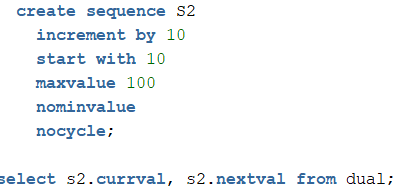 create sequence S2
increment by 10
start with 10
maxvalue 100
nominvalue
nocycle;
select s2.currval, s2.nextval from dual;